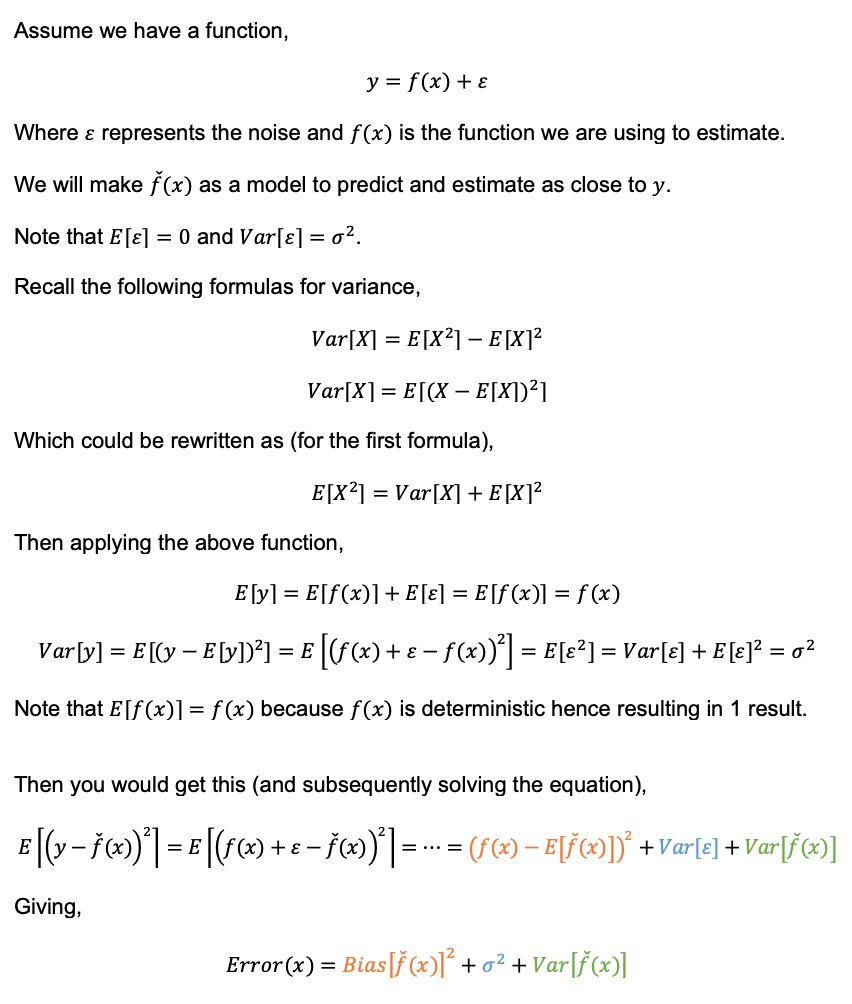 Assume we have a function,
y = f(x) + ε
Where ε represents the noise and f(x) is the function we are using to estimate.
We will make f̌(x) as a model to predict and estimate as close to y.
Note that E[ε] = 0 and Var[ε] = σ².
Recall the following formulas for variance,
Var[X] = E[X²] − E[X]²
Var[X] = E[(X − E[X])²]
Which could be rewritten as (for the first formula),
E[X²] = Var[X] + E[X]²
Then applying the above function,
E[y] = E[f(x)] + E[ε] = E[f(x)] = f(x)
Var[y] = E[(y − E[y])²] = E[(f(x) + ε − f(x))²] = E[ε²] = Var[ε] + E[ε]² = σ²
Note that E[f(x)] = f(x) because f(x) is deterministic hence resulting in 1 result.
Then you would get this (and subsequently solving the equation),
E[(y − f̌(x))²] = E[(f(x) + ε − f̌(x))²] = ⋯ = (f(x) − E[f̌(x)])² + Var[ε] + Var[f̌(x)]
Giving,
Error(x) = Bias[f̌(x)]² + σ² + Var[f̌(x)]